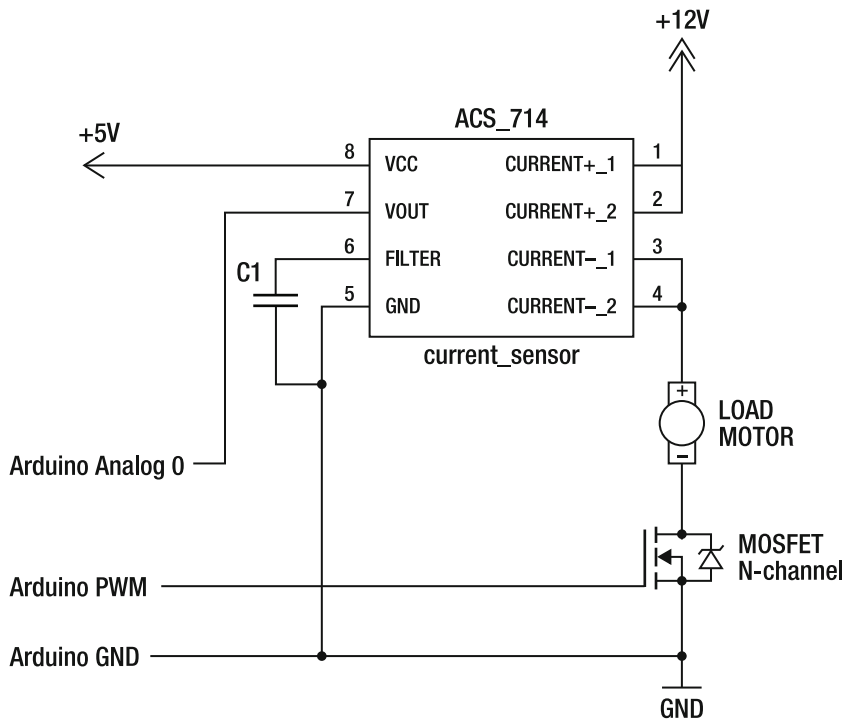 +12V
ACS_714
+5V
8 VCC CURRENT+_1 1
7 VOUT CURRENT+_2 2
6 FILTER CURRENT–_1 3
C1
5 GND CURRENT–_2 4
current_sensor
+
LOAD
MOTOR
–
Arduino Analog 0
MOSFET
N-channel
Arduino PWM
Arduino GND
GND